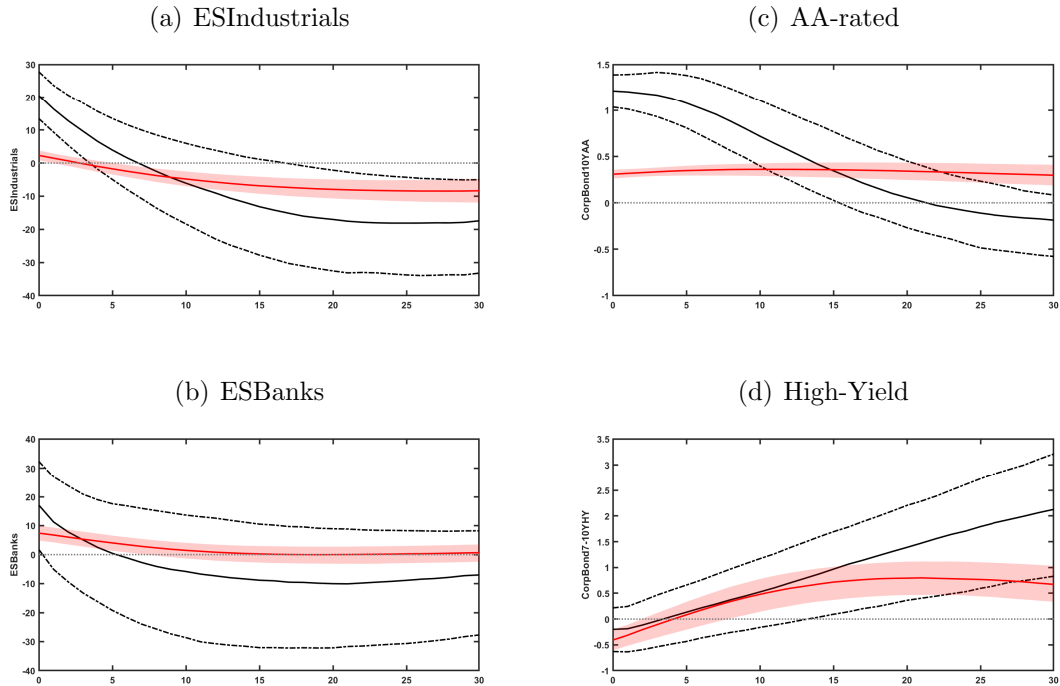 (a) ESIndustrials
30
20
10
0
-10
-20
-30
-40
ESIndustrials
0 5 10 15 20 25 30
(c) AA-rated
1.5
1
0.5
0
-0.5
-1
CorpBond10YAA
0 5 10 15 20 25 30
(b) ESBanks
40
30
20
10
0
-10
-20
-30
-40
ESBanks
0 5 10 15 20 25 30
(d) High-Yield
3.5
3
2.5
2
1.5
1
0.5
0
-0.5
-1
CorpBond7-10YHY
0 5 10 15 20 25 30